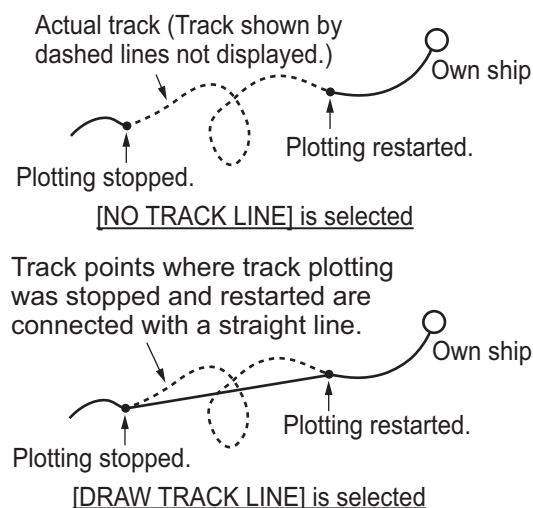 Actual track (Track shown by
dashed lines not displayed.)
Own ship
Plotting restarted.
Plotting stopped.
[NO TRACK LINE] is selected
Track points where track plotting
was stopped and restarted are
connected with a straight line.
Own ship
Plotting restarted.
Plotting stopped.
[DRAW TRACK LINE] is selected